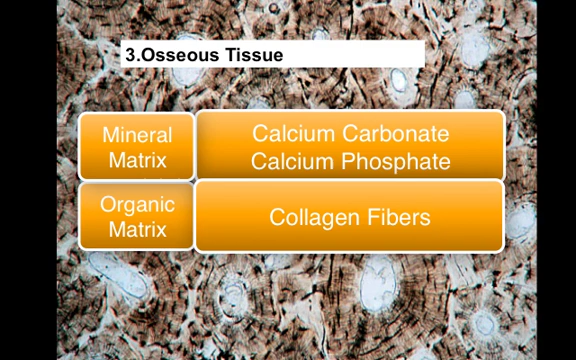 3.Osseous Tissue
Mineral
Matrix
Calcium Carbonate
Calcium Phosphate
Organic
Matrix
Collagen Fibers